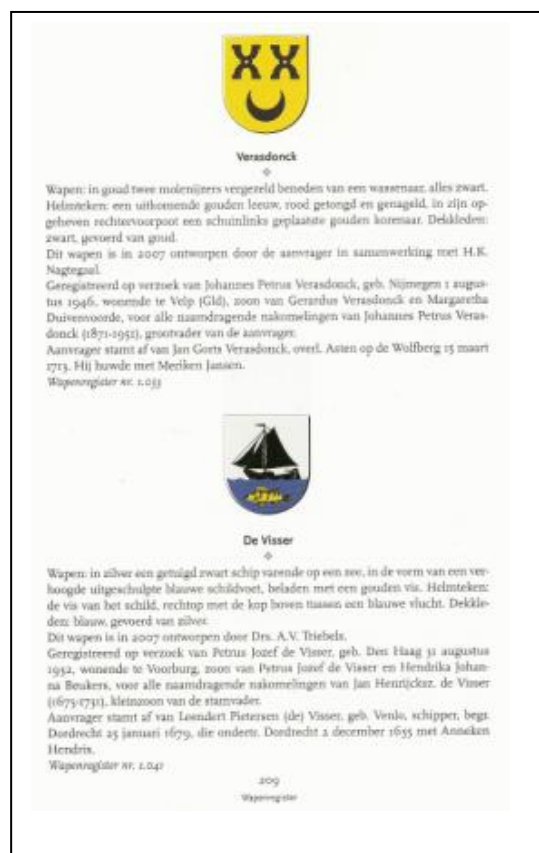 Verasdonck
Wapen: in goud twee molenijzers vergezeld beneden van een wassenaar, alles zwart.
Helmteken: een uitkomende gouden leeuw, rood getongd en genageld, in zijn op-
geheven rechtervoorpoot een schuinlinks geplaatste gouden korenaar. Dekkleden:
zwart, gevoerd van goud.
Dit wapen is in 2007 ontworpen door de aanvrager in samenwerking met H.K.
Nagtegaal.
Geregistreerd op verzoek van Johannes Petrus Verasdonck, geb. Nijmegen 1 augus-
tus 1946, wonende te Velp (Gld), zoon van Gerardus Verasdonck en Margaretha
Duivenvoorde, voor alle naamdragende nakomelingen van Johannes Petrus Veras-
donck (1871-1951), grootvader van de aanvrager.
Aanvrager stamt af van Jan Gorts Verasdonck, overl. Asten op de Wolfberg 15 maart
1713. Hij huwde met Meriken Jansen.
Wapenregister nr. 1.033
De Visser
Wapen: in zilver een getuigd zwart schip varende op een zee, in de vorm van een ver-
hoogde uitgeschulpte blauwe schildvoet, beladen met een gouden vis. Helmteken:
de vis van het schild, rechtop met de kop boven tussen een blauwe vlucht. Dekkle-
den: blauw, gevoerd van zilver.
Dit wapen is in 2007 ontworpen door Drs. A.V. Triebels.
Geregistreerd op verzoek van Petrus Jozef de Visser, geb. Den Haag 31 augustus
1952, wonende te Voorburg, zoon van Petrus Jozef de Visser en Hendrika Johan-
na Beukers, voor alle naamdragende nakomelingen van Jan Henrijcksz. de Visser
(1675-1731), kleinzoon van de stamvader.
Aanvrager stamt af van Leendert Pietersen (de) Visser, geb. Venlo, schipper, begr.
Dordrecht 25 januari 1679, die ondertr. Dordrecht 2 december 1655 met Anneken
Hendrix.
Wapenregister nr. 1.041
209
Wapenregister